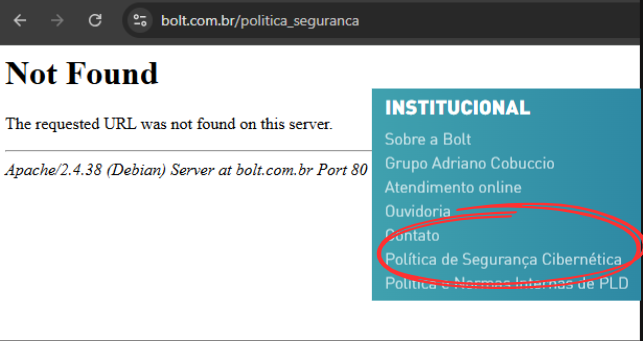 bolt.com.br/politica_seguranca
Not Found
The requested URL was not found on this server.
Apache/2.4.38 (Debian) Server at bolt.com.br Port 80
INSTITUCIONAL
Sobre a Bolt
Grupo Adriano Cobuccio
Atendimento online
Ouvidoria
Contato
Política de Segurança Cibernética
Política e Normas Internas de PLD